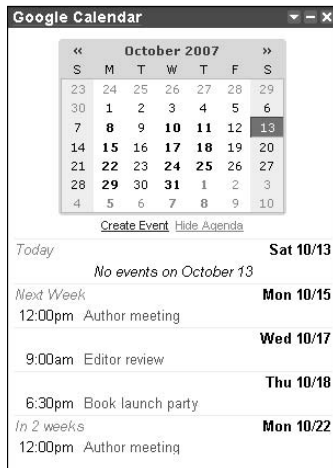 Google Calendar
« October 2007 »
S M T W T F S
23 24 25 26 27 28 29
30 1 2 3 4 5 6
7 8 9 10 11 12 13
14 15 16 17 18 19 20
21 22 23 24 25 26 27
28 29 30 31 1 2 3
4 5 6 7 8 9 10
Create Event Hide Agenda
Today Sat 10/13
No events on October 13
Next Week Mon 10/15
12:00pm Author meeting
Wed 10/17
9:00am Editor review
Thu 10/18
6:30pm Book launch party
In 2 weeks Mon 10/22
12:00pm Author meeting